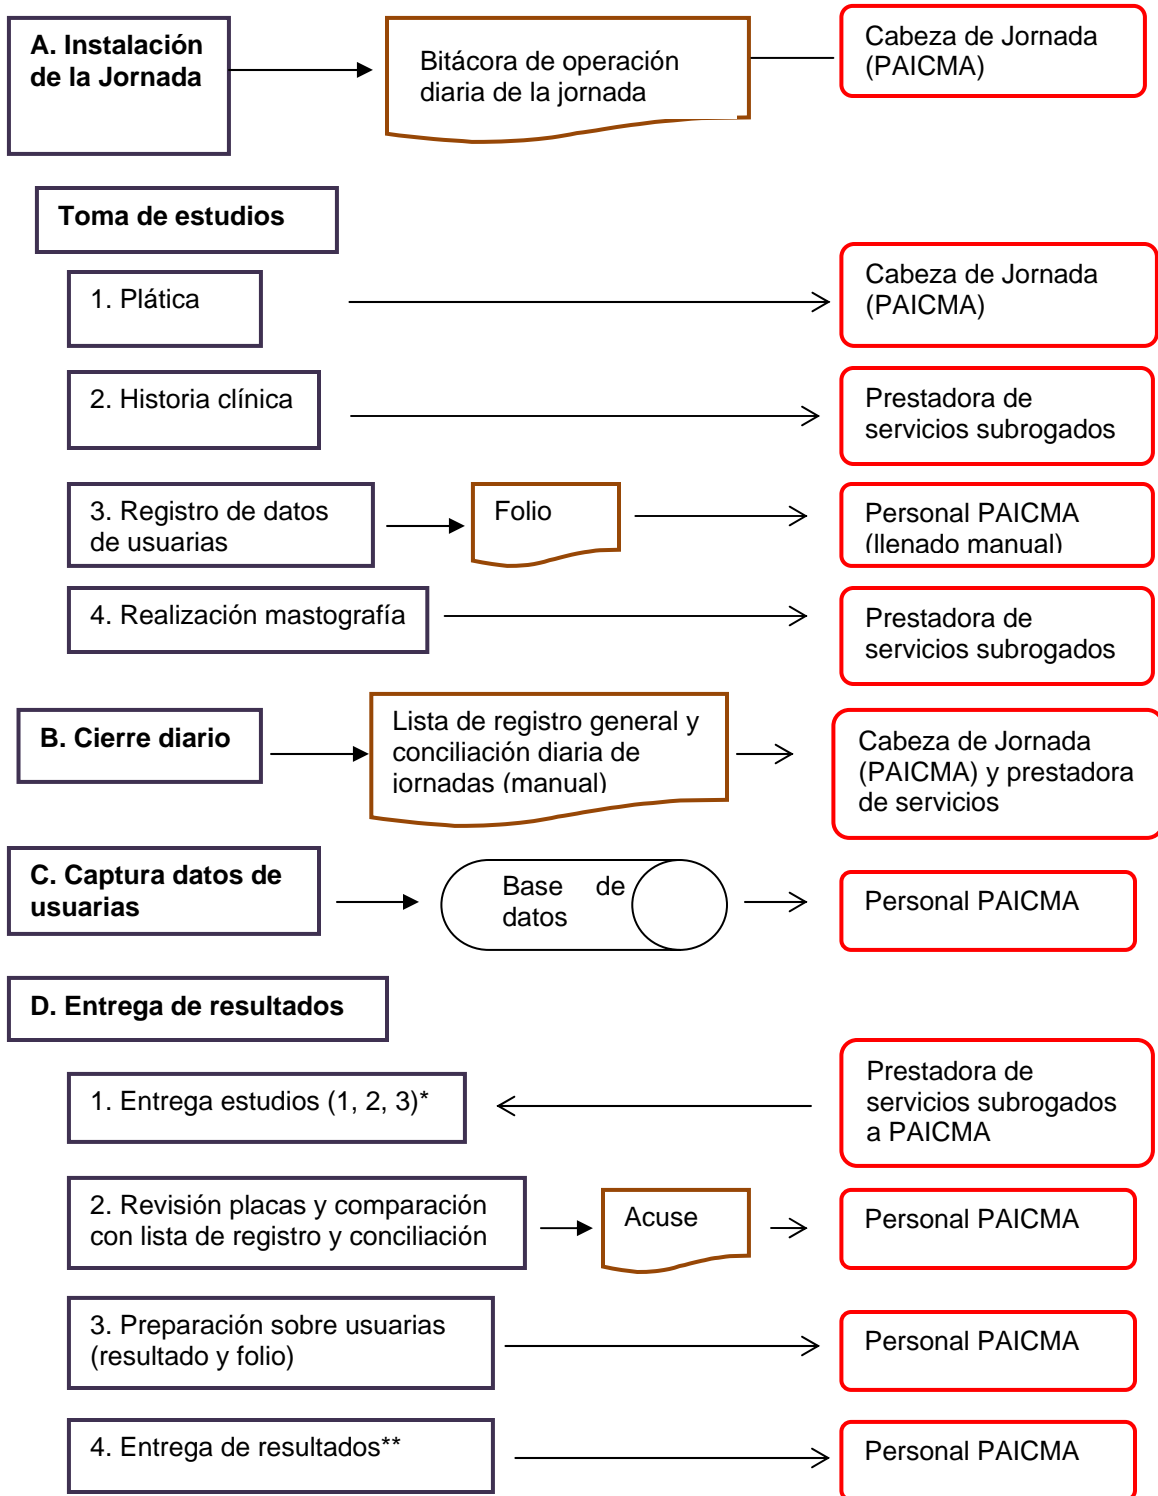 A. Instalación
de la Jornada
Bitácora de operación
diaria de la jornada
Cabeza de Jornada
(PAICMA)
Toma de estudios
1. Plática
Cabeza de Jornada
(PAICMA)
2. Historia clínica
Prestadora de
servicios subrogados
3. Registro de datos
de usuarias
Folio
Personal PAICMA
(llenado manual)
4. Realización mastografía
Prestadora de
servicios subrogados
B. Cierre diario
Lista de registro general y
conciliación diaria de
jornadas (manual)
Cabeza de Jornada
(PAICMA) y prestadora
de servicios
C. Captura datos de
usuarias
Base de
datos
Personal PAICMA
D. Entrega de resultados
1. Entrega estudios (1, 2, 3)*
Prestadora de
servicios subrogados
a PAICMA
2. Revisión placas y comparación
con lista de registro y conciliación
Acuse
Personal PAICMA
3. Preparación sobre usuarias
(resultado y folio)
Personal PAICMA
4. Entrega de resultados**
Personal PAICMA